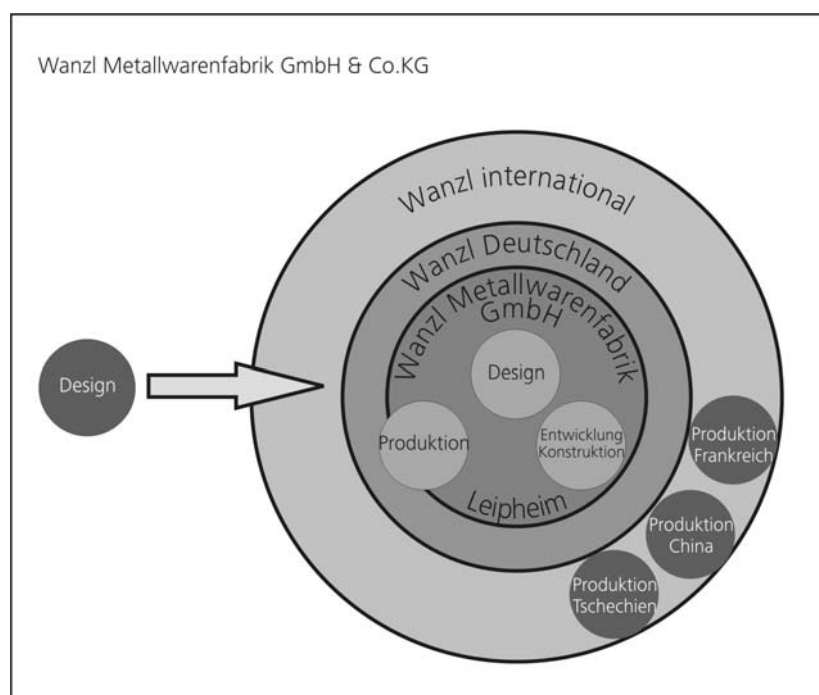 Wanzl Metallwarenfabrik GmbH & Co.KG
Wanzl international
Wanzl Deutschland
Wanzl Metallwarenfabrik
GmbH
Design
Design
Produktion
Entwicklung
Konstruktion
Leipheim
Produktion
Frankreich
Produktion
China
Produktion
Tschechien